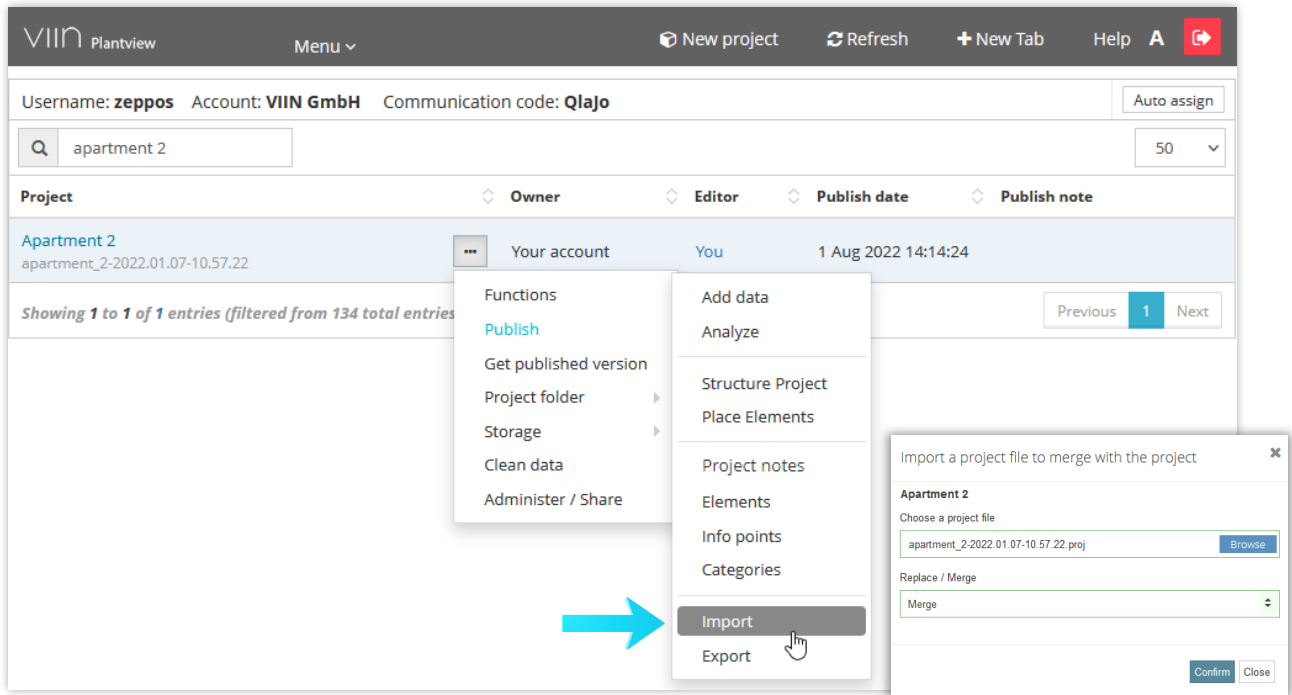 VIIN Plantview
Menu
New project
Refresh
New Tab
Help
A
Username: zeppos Account: VIIN GmbH Communication code: QlaJo
Auto assign
apartment 2
50
Project Owner Editor Publish date Publish note
Apartment 2
apartment_2-2022.01.07-10.57.22
Your account
You
1 Aug 2022 14:14:24
Showing 1 to 1 of 1 entries (filtered from 134 total entries
Previous 1 Next
Functions
Publish
Get published version
Project folder
Storage
Clean data
Administer / Share
Add data
Analyze
Structure Project
Place Elements
Project notes
Elements
Info points
Categories
Import
Export
Import a project file to merge with the project
Apartment 2
Choose a project file
apartment_2-2022.01.07-10.57.22.proj
Browse
Replace / Merge
Merge
Confirm
Close